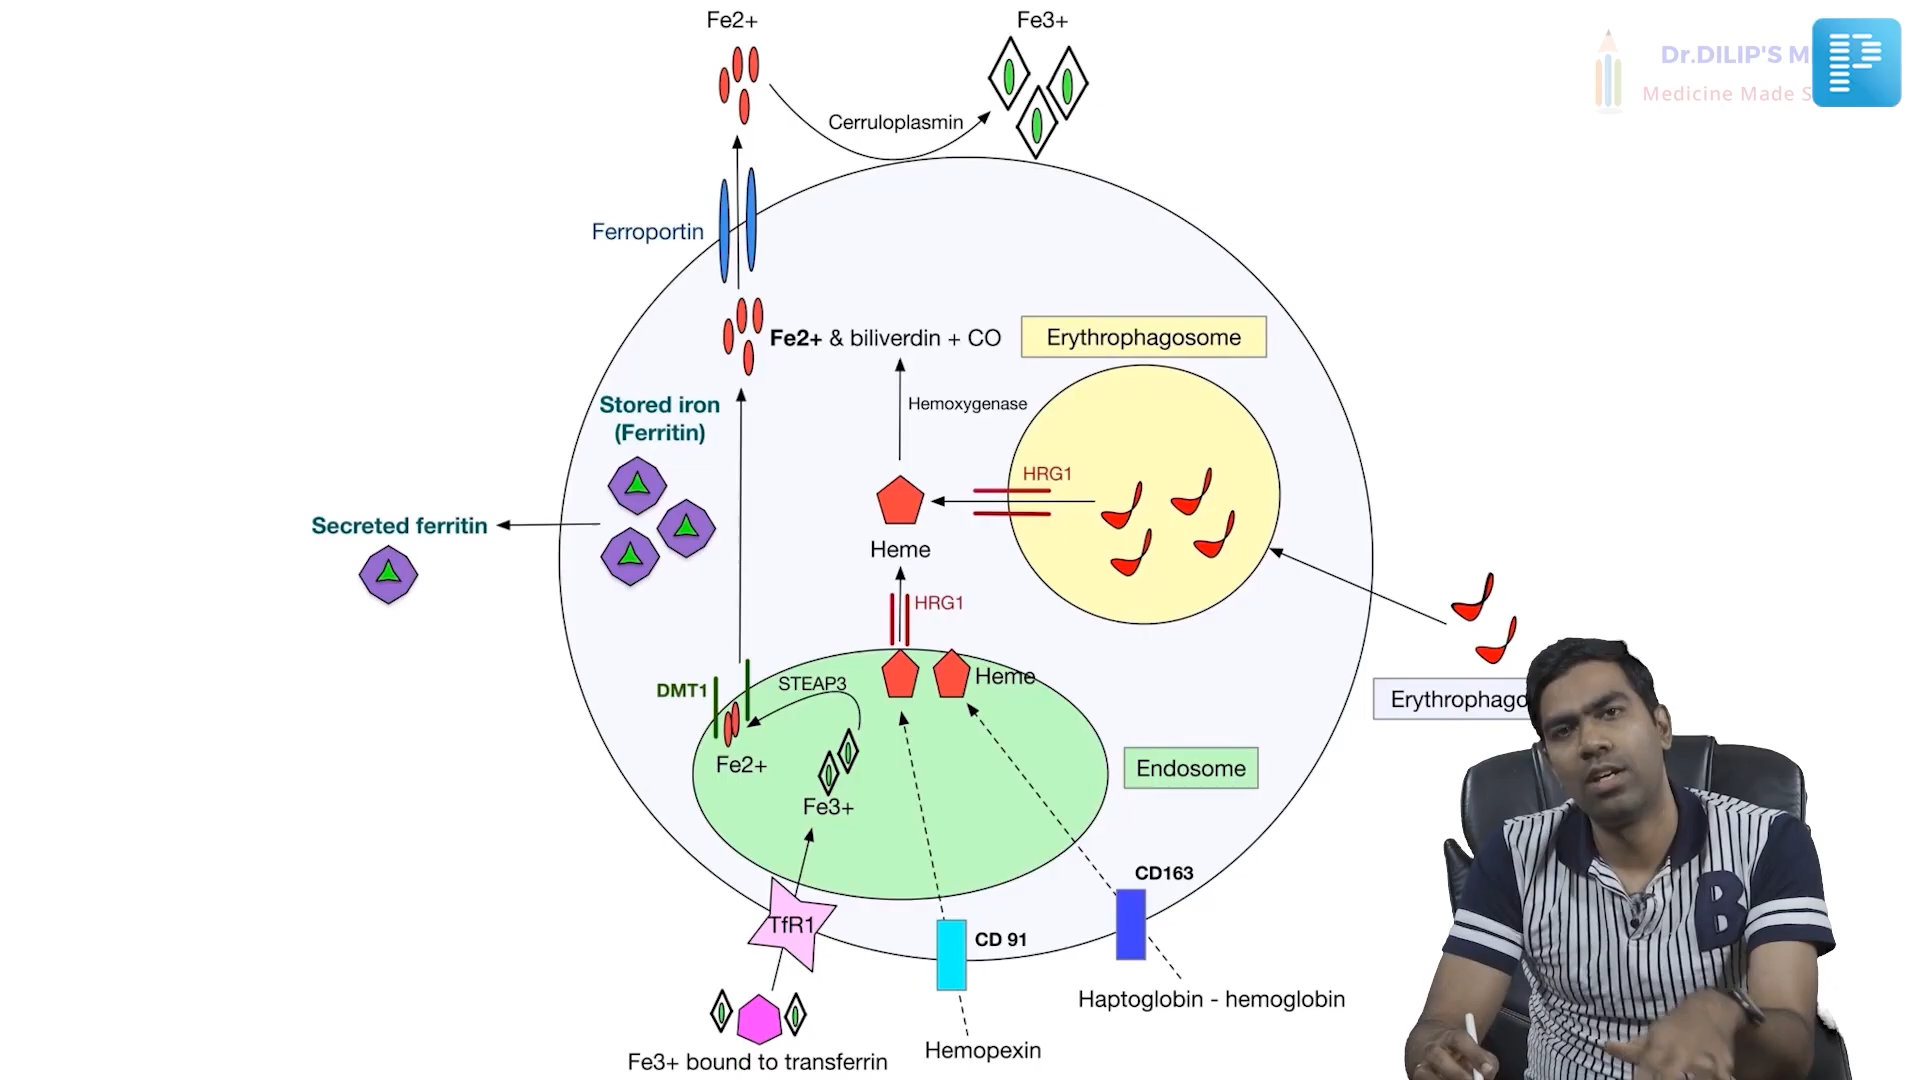 Fe2+
Fe3+
Dr.DILIP'S M
Medicine Made S
Cerruloplasmin
Ferroportin
Fe2+ & biliverdin + CO
Erythrophagosome
Stored iron
(Ferritin)
Hemoxygenase
HRG1
Secreted ferritin
Heme
HRG1
DMT1
STEAP3
Heme
Erythrophago
Fe2+
Endosome
Fe3+
CD163
TfR1
CD 91
Haptoglobin - hemoglobin
Hemopexin
Fe3+ bound to transferrin
B